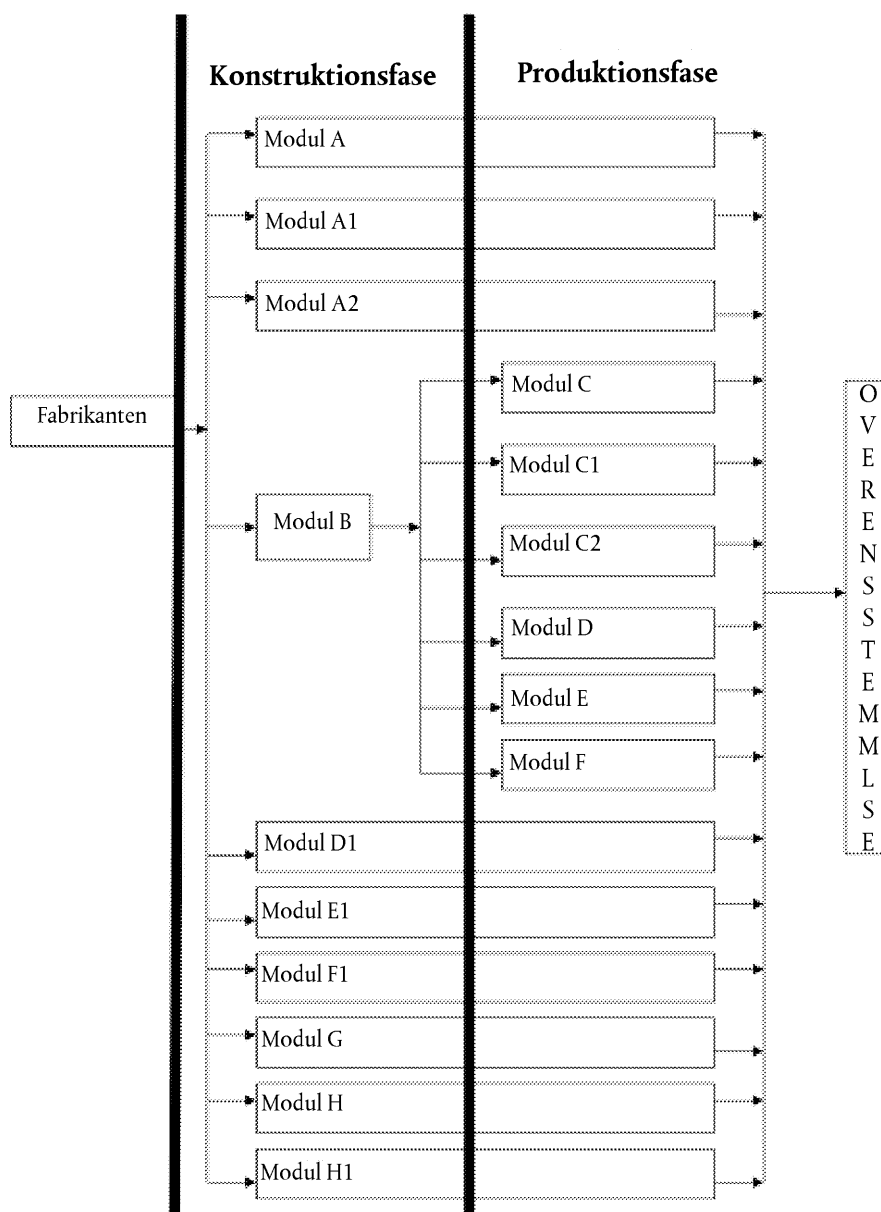 Konstruktionsfase
Produktionsfase
Modul A
Modul A1
Modul A2
Fabrikanten
Modul B
Modul C
Modul C1
Modul C2
Modul D
Modul E
Modul F
Modul D1
Modul E1
Modul F1
Modul G
Modul H
Modul H1
OVERENSSTEMMLSE